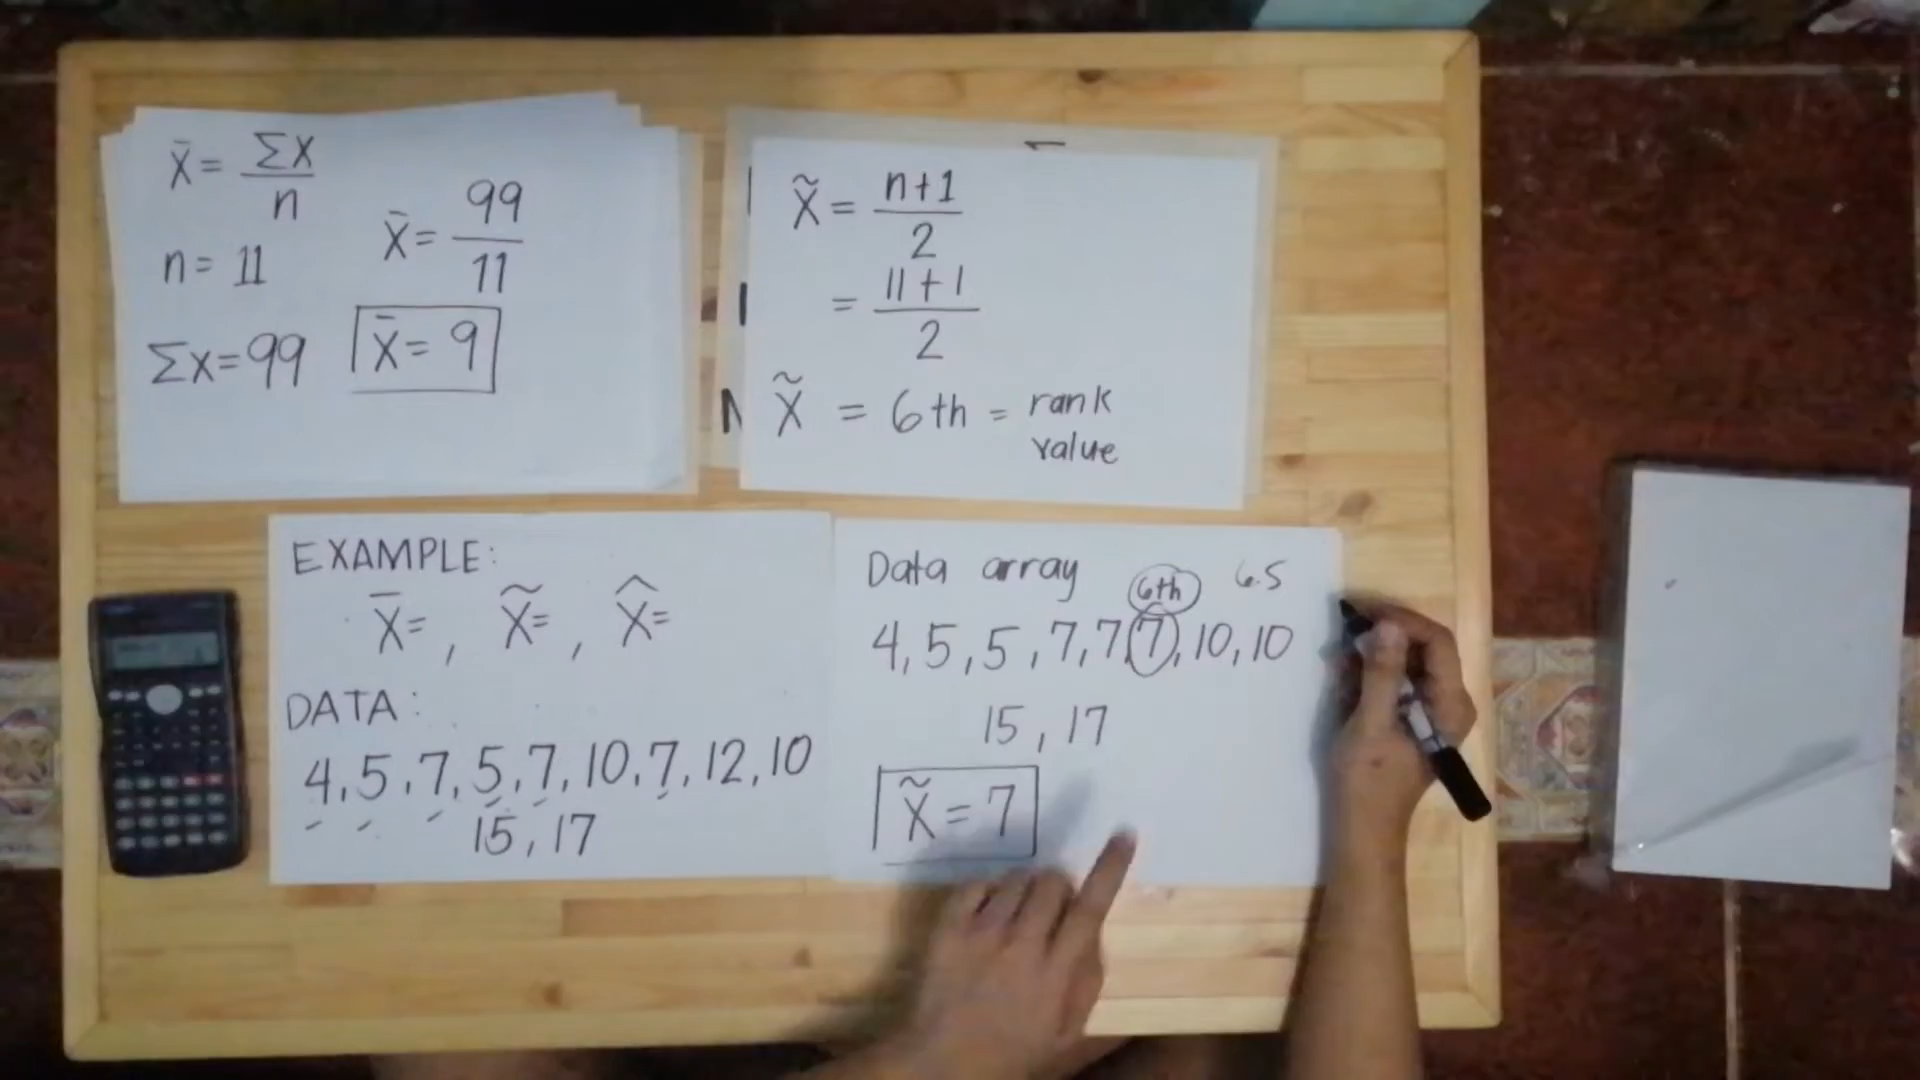 x̄ = Σx / n
n = 11
Σx = 99
x̄ = 99 / 11
x̄ = 9
x̃ = n+1 / 2
= 11+1 / 2
x̃ = 6th = rank
value
EXAMPLE:
x̄= , x̃= , x̂=
DATA:
4, 5, 7, 5, 7, 10, 7, 12, 10
15, 17
Data array
6th 6.5
4, 5, 5, 7, 7, 7, 10, 10
15, 17
x̃ = 7